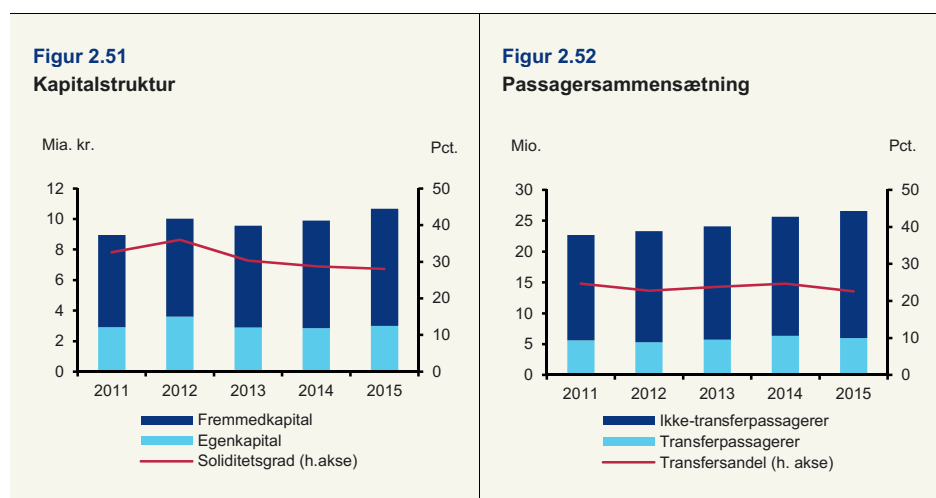 Figur 2.51
Kapitalstruktur
Mia. kr.
Pct.
12
10
8
6
4
2
0
50
40
30
20
10
0
2011 2012 2013 2014 2015
Fremmedkapital
Egenkapital
Soliditetsgrad (h.akse)
Figur 2.52
Passagersammensætning
Mio.
Pct.
30
25
20
15
10
5
0
50
40
30
20
10
0
2011 2012 2013 2014 2015
Ikke-transferpassagerer
Transferpassagerer
Transfersandel (h. akse)